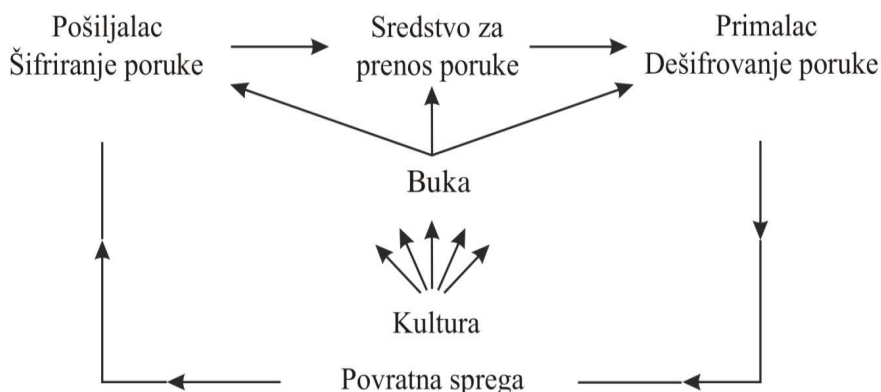 Pošiljalac
Šifriranje poruke
Sredstvo za
prenos poruke
Primalac
Dešifrovanje poruke
Buka
Kultura
Povratna sprega